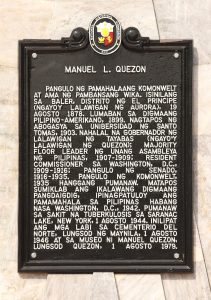 MANUEL L. QUEZON
PANGULO NG PAMAHALAANG KOMONWELT
AT AMA NG PAMBANSANG WIKA, ISINILANG
SA BALER, DISTRITO NG EL PRINCIPE
(NGAYO'Y LALAWIGAN NG AURORA), 19
AGOSTO 1878. LUMABAN SA DIGMAANG
PILIPINO-AMERIKANO, 1899. NAGTAPOS NG
ABOGASYA SA UNIBERSIDAD NG SANTO
TOMAS, 1903. NAHALAL NA GOBERNADOR NG
LALAWIGAN NG TAYABAS (NGAYO'Y
LALAWIGAN NG QUEZON); MAJORITY
FLOOR LEADER NG UNANG ASAMBLEYA
NG PILIPINAS, 1907-1909; RESIDENT
COMMISSIONER SA WASHINGTON, D.C.,
1909-1916; PANGULO NG SENADO,
1916-1935. PANGULO NG KOMONWELT,
1935 HANGGANG PUMANAW. MATAPOS
SUMIKLAB ANG IKALAWANG DIGMAANG
PANDAIGDIG, IPINAGPATULOY ANG
PAMAMAHALA SA PILIPINAS HABANG
NASA WASHINGTON, D.C., 1942. PUMANAW
SA SAKIT NA TUBERKULOSIS SA SARANAC
LAKE, NEW YORK, 1 AGOSTO 1944. INILIPAT
ANG MGA LABI SA CEMENTERIO DEL
NORTE, LUNGSOD NG MAYNILA, 1 AGOSTO
1946 AT SA MUSEO NI MANUEL QUEZON,
LUNGSOD QUEZON, 1 AGOSTO 1979.